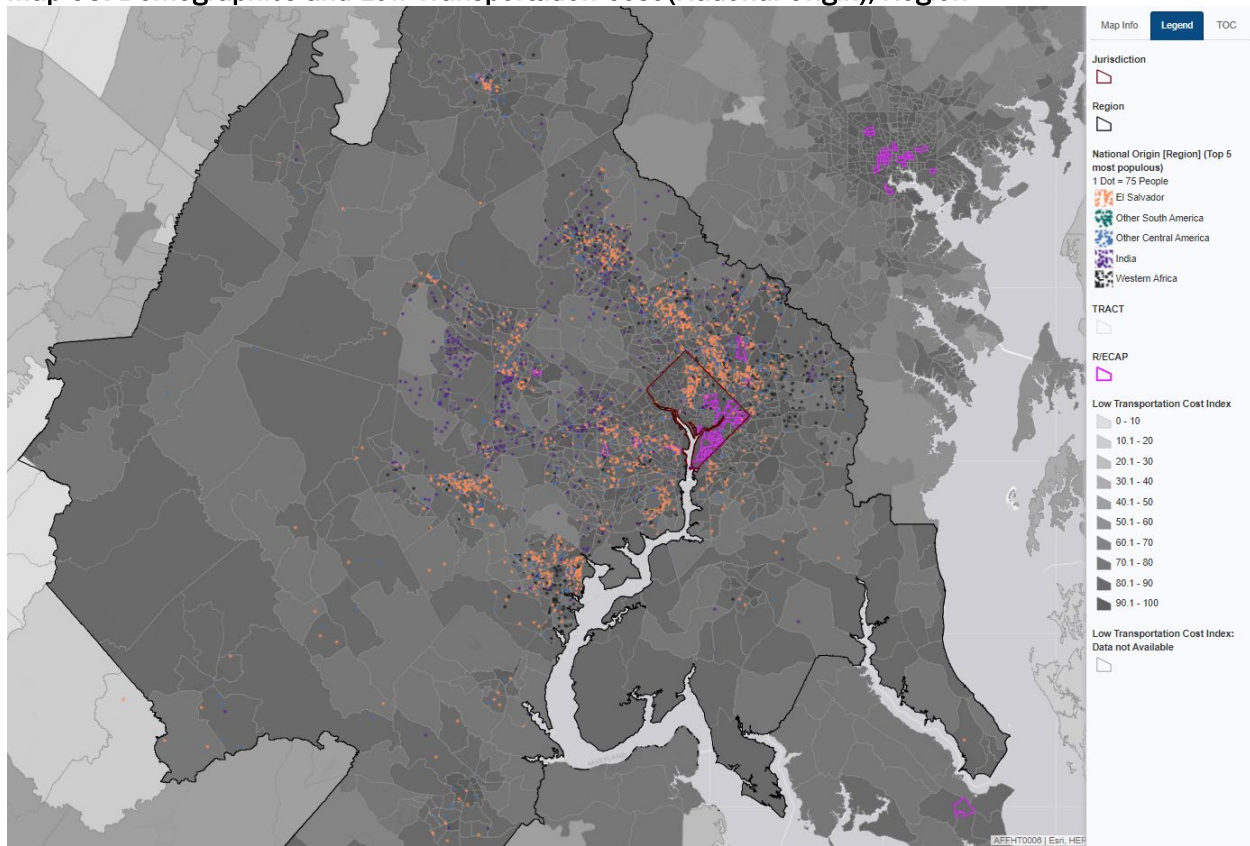 Map Info Legend TOC
Jurisdiction
Region
National Origin [Region] (Top 5
most populous)
1 Dot = 75 People
El Salvador
Other South America
Other Central America
India
Western Africa
TRACT
R/ECAP
Low Transportation Cost Index
0 - 10
10.1 - 20
20.1 - 30
30.1 - 40
40.1 - 50
50.1 - 60
60.1 - 70
70.1 - 80
80.1 - 90
90.1 - 100
Low Transportation Cost Index:
Data not Available
MARYLAND
AFFHT0006 | Esri, HER